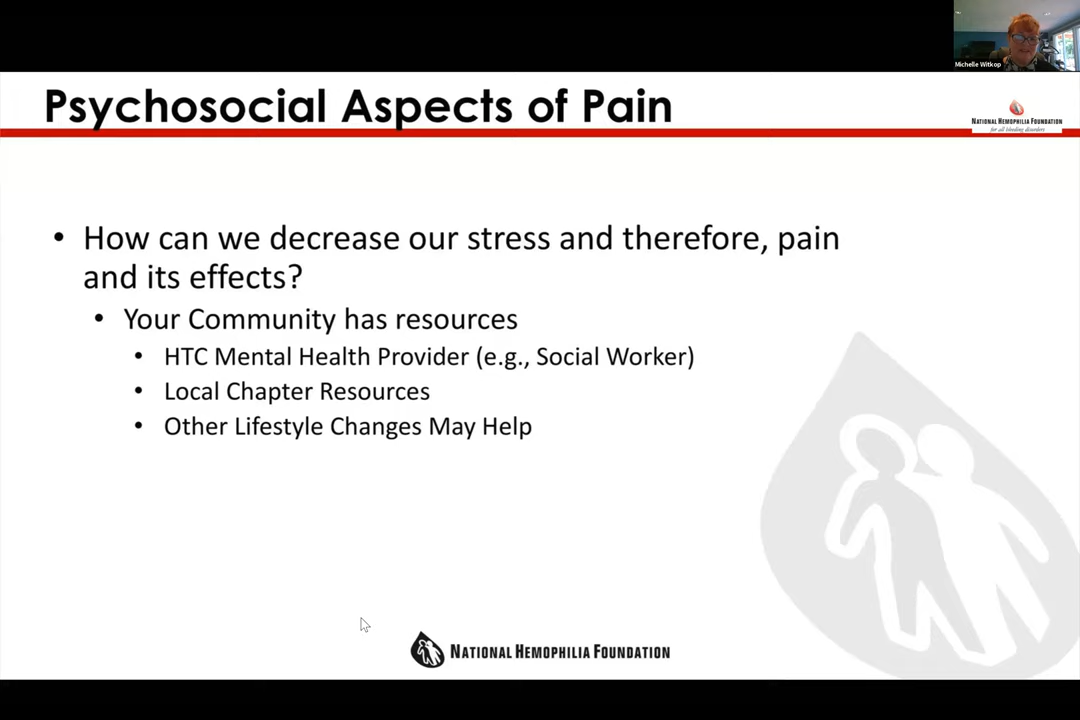 Michelle Witkop
Psychosocial Aspects of Pain
NATIONAL HEMOPHILIA FOUNDATION
for all bleeding disorders
• How can we decrease our stress and therefore, pain
and its effects?
• Your Community has resources
• HTC Mental Health Provider (e.g., Social Worker)
• Local Chapter Resources
• Other Lifestyle Changes May Help
NATIONAL HEMOPHILIA FOUNDATION